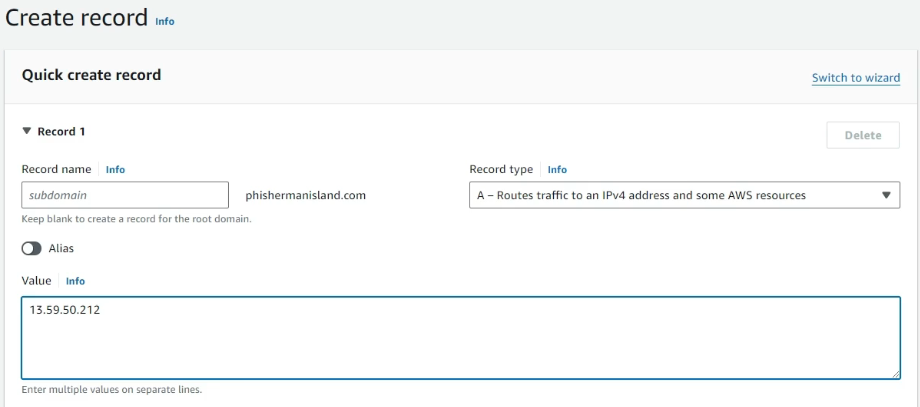 Create record Info
Quick create record
Switch to wizard
Record 1
Delete
Record name Info
Record type Info
subdomain
phishermanisland.com
A – Routes traffic to an IPv4 address and some AWS resources
Keep blank to create a record for the root domain.
Alias
Value Info
13.59.50.212
Enter multiple values on separate lines.